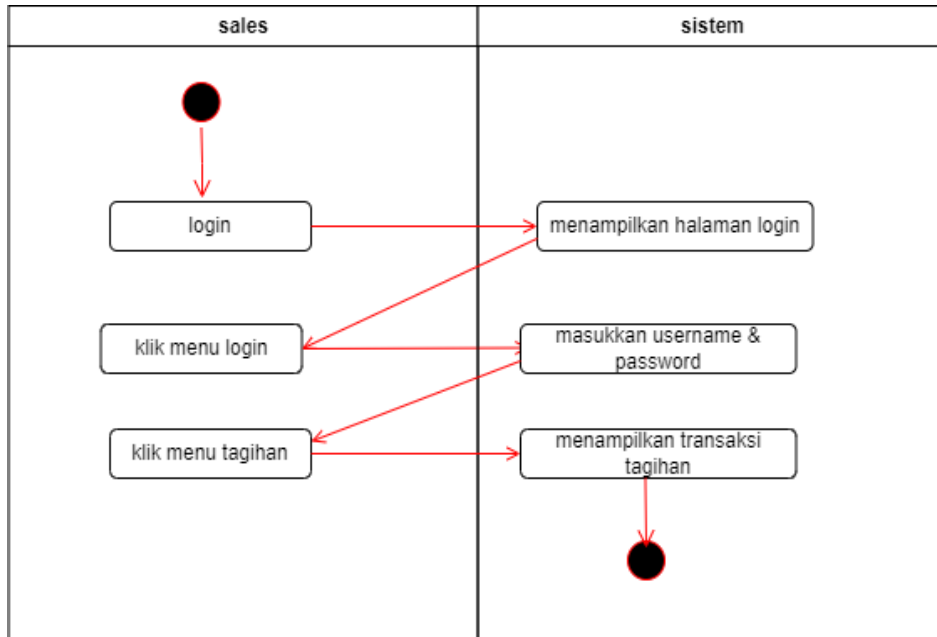 sales
sistem
login
menampilkan halaman login
klik menu login
masukkan username &
password
klik menu tagihan
menampilkan transaksi
tagihan